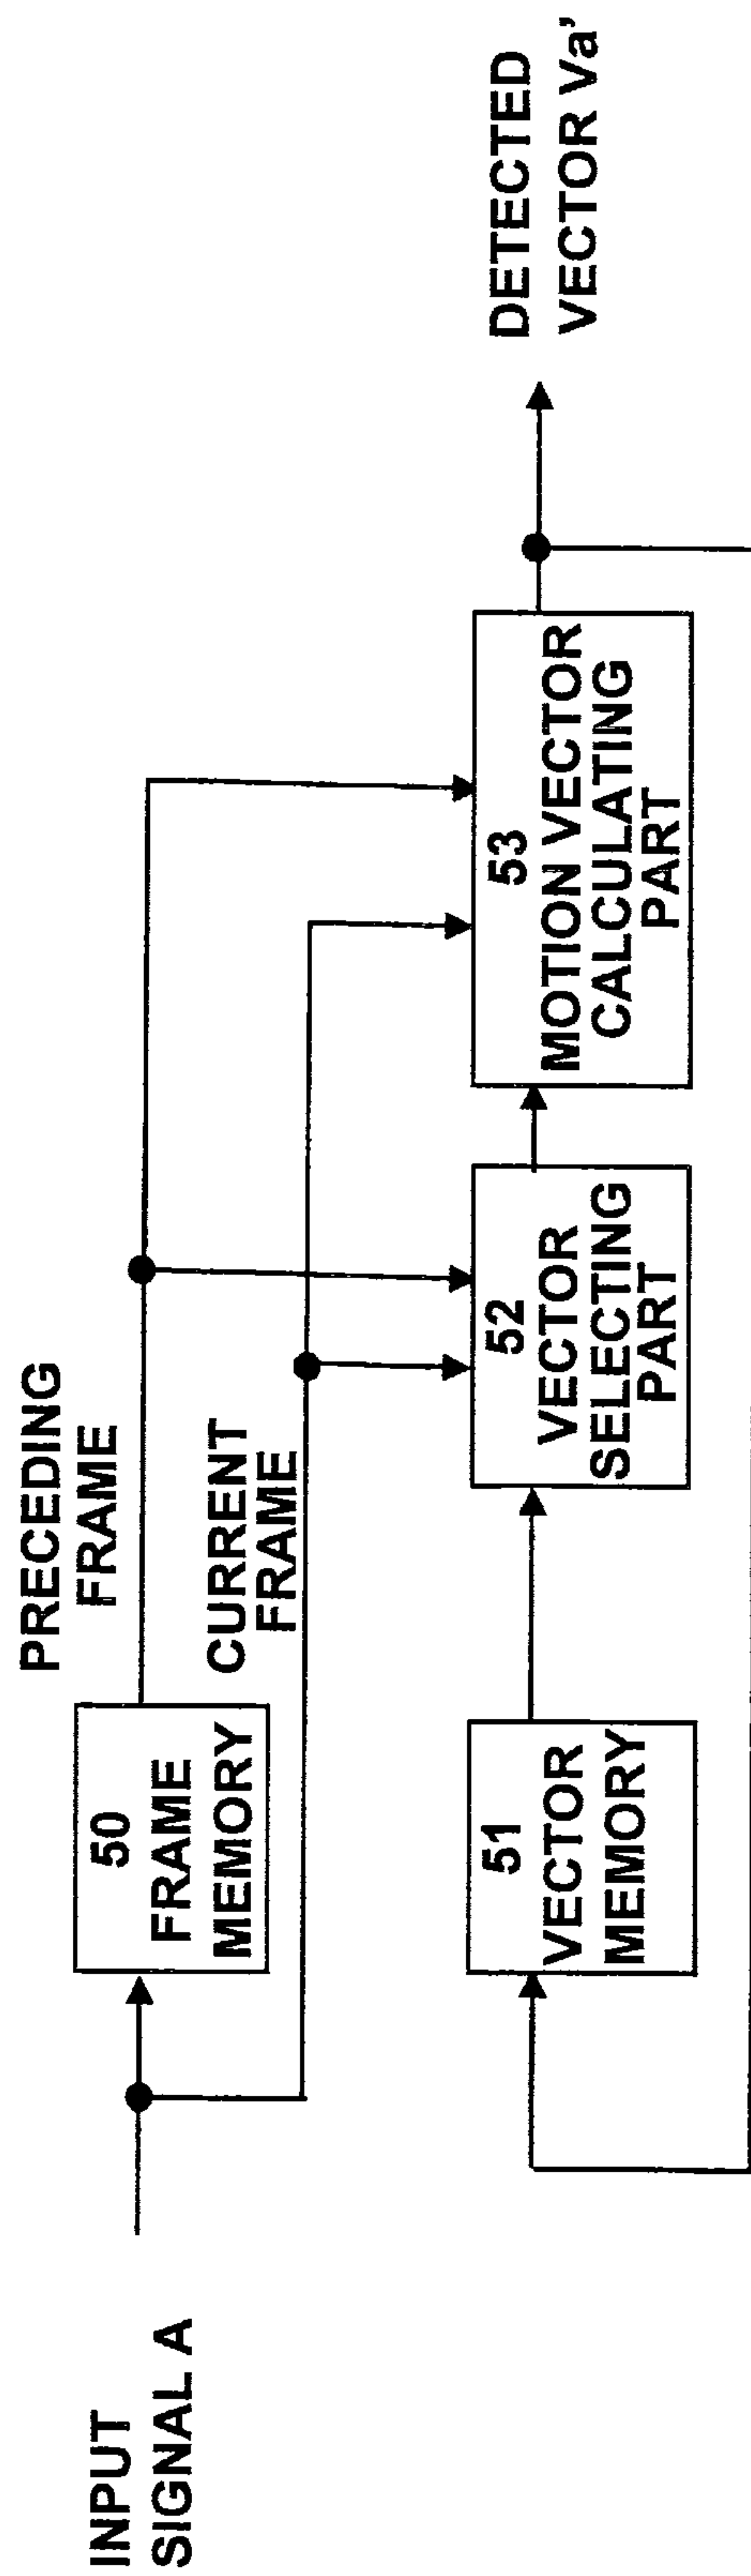 INPUT
SIGNAL A
50
FRAME
MEMORY
PRECEDING
FRAME
CURRENT
FRAME
51
VECTOR
MEMORY
52
VECTOR
SELECTING
PART
53
MOTION VECTOR
CALCULATING
PART
DETECTED
VECTOR Va'